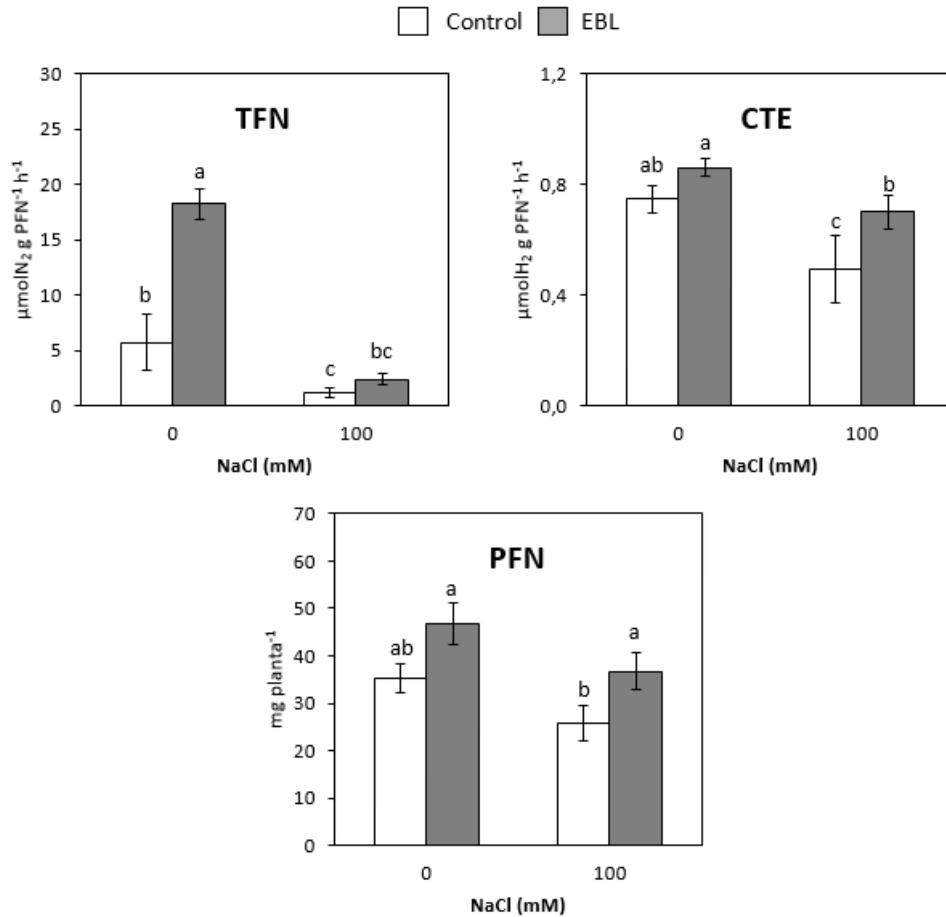 Control EBL
TFN
30
25
20
15
10
5
0
µmolN₂ g PFN⁻¹ h⁻¹
b
a
c
bc
0 100
NaCl (mM)
CTE
1,2
0,8
0,4
0,0
µmolH₂ g PFN⁻¹ h⁻¹
ab
a
c
b
0 100
NaCl (mM)
PFN
70
60
50
40
30
20
10
0
mg planta⁻¹
ab
a
b
a
0 100
NaCl (mM)